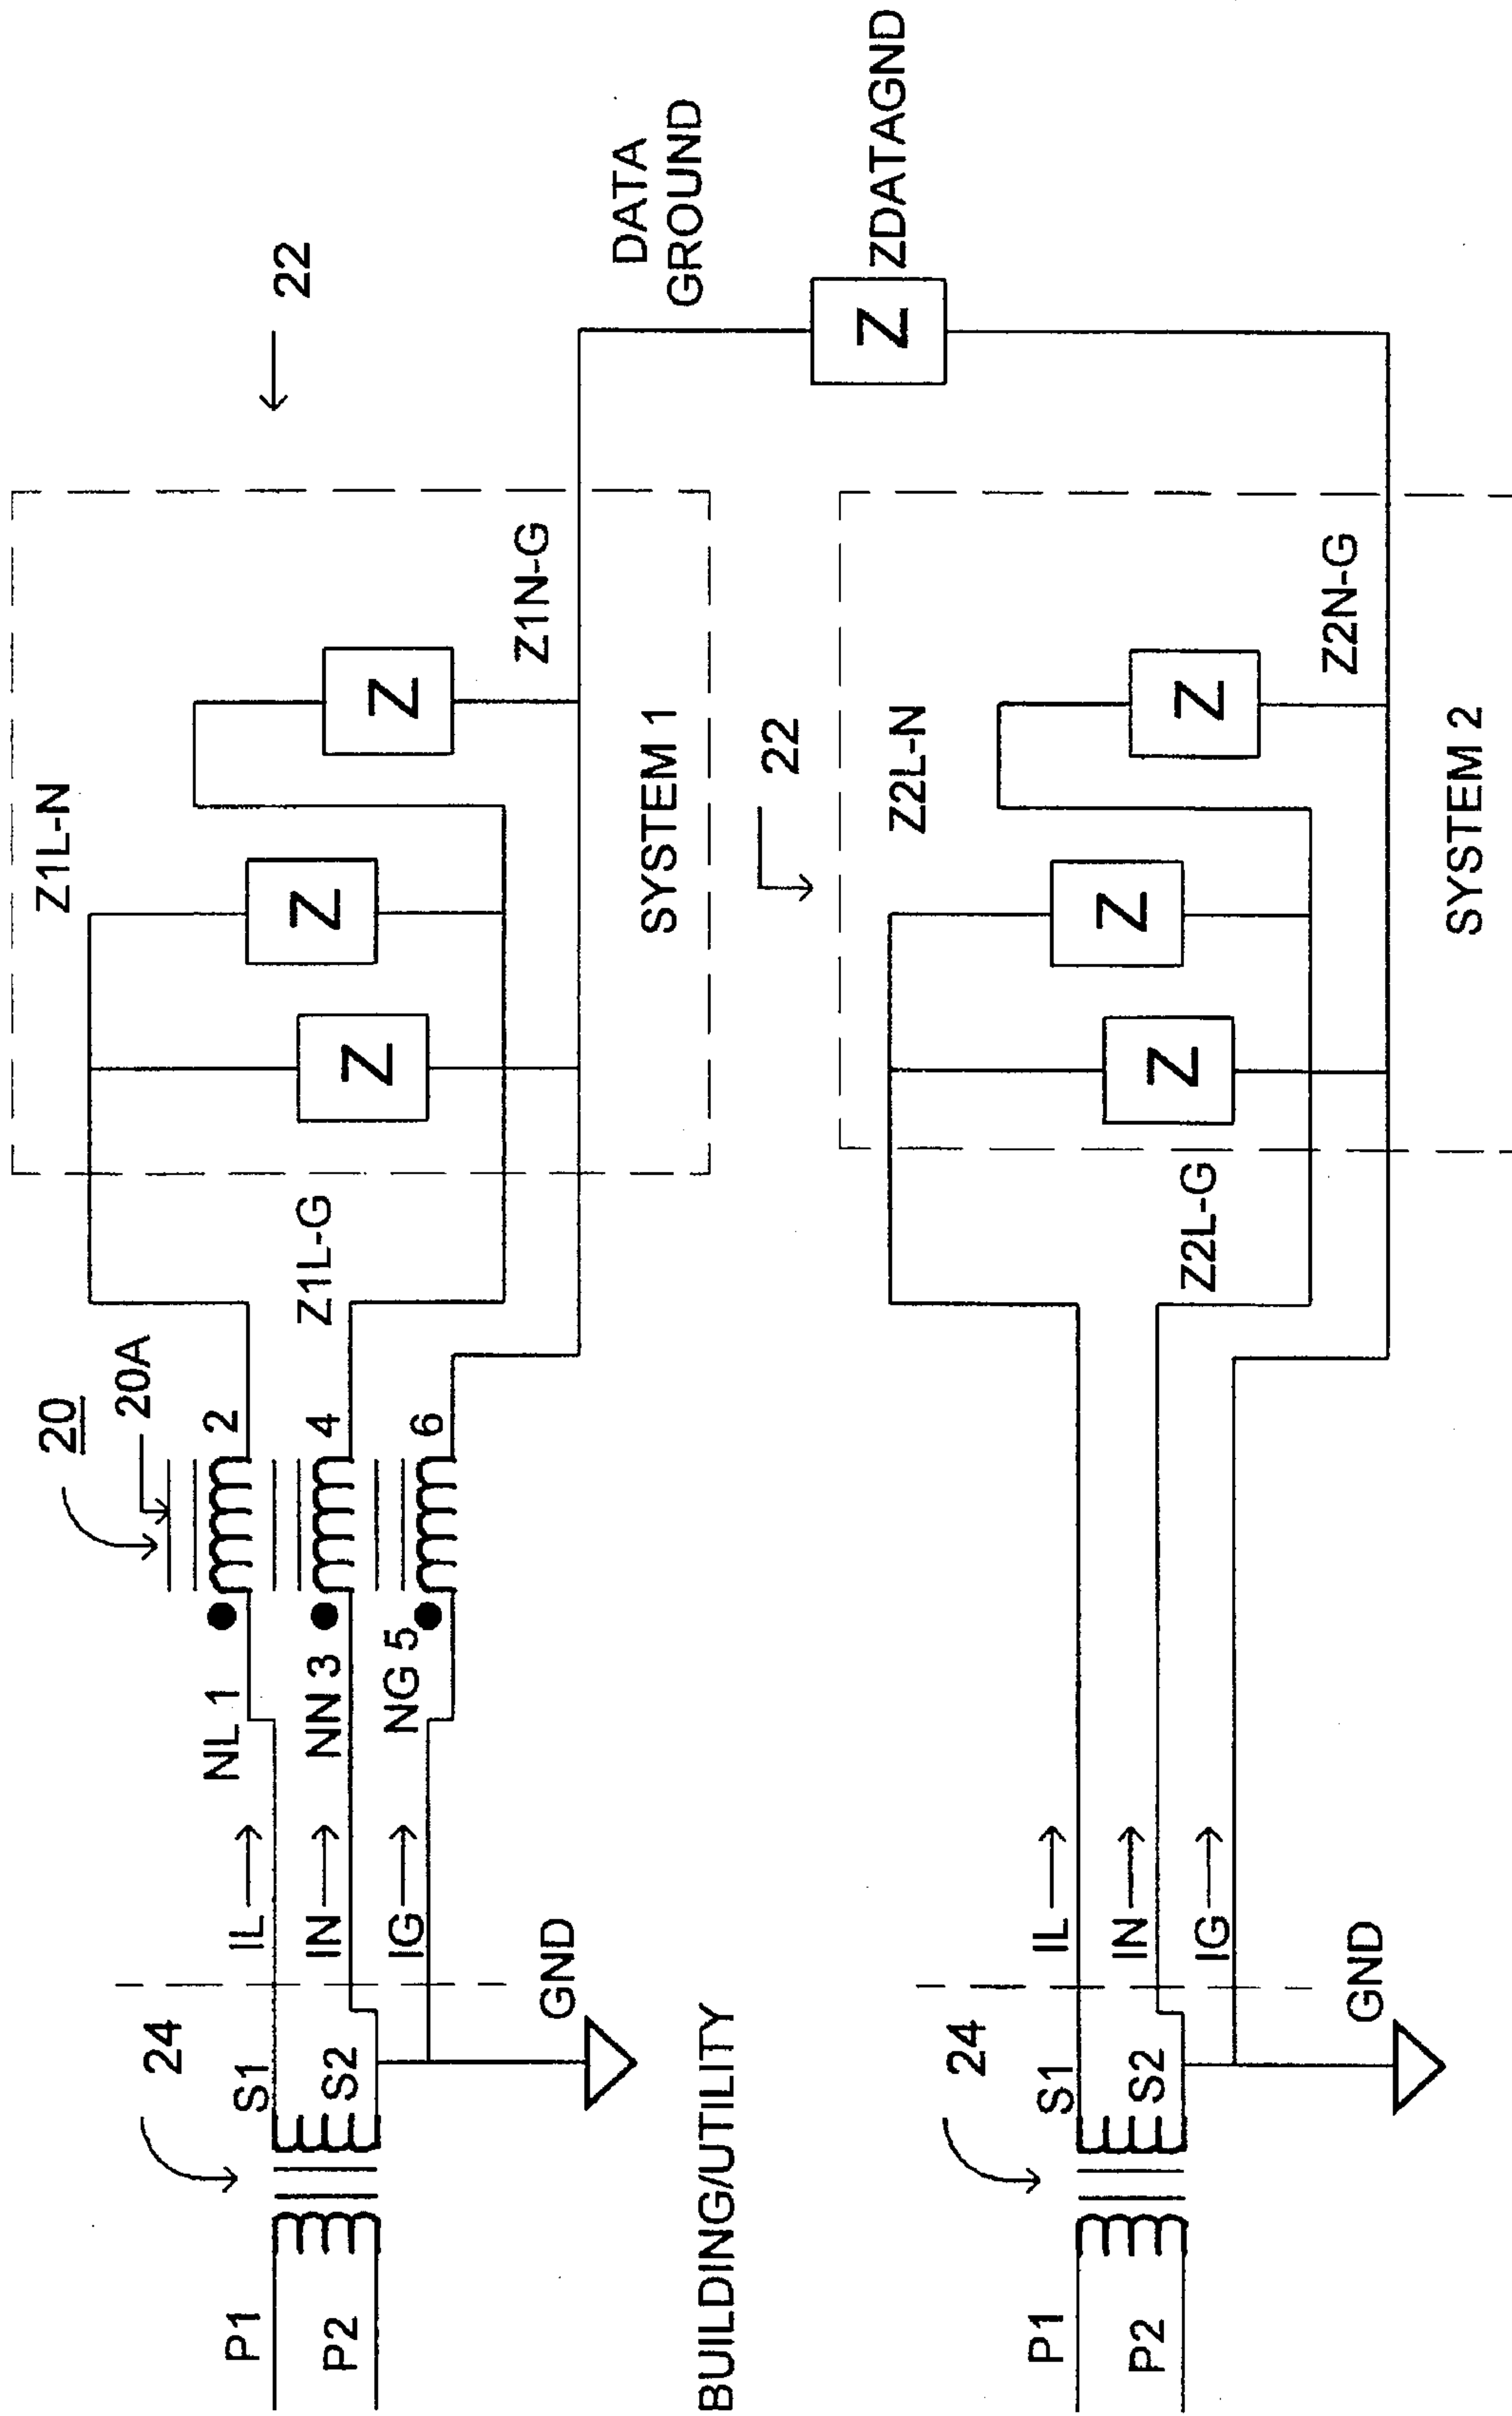 P1
P2
24
S1
S2
GND
IL
IN
IG
NL 1
NN 3
NG 5
20
20A
2
4
6
Z1L-G
Z1L-N
Z
Z
Z
Z1N-G
SYSTEM 1
22
DATA
GROUND
Z
ZDATAGND
BUILDING/UTILITY
22
P1
P2
24
S1
S2
GND
IL
IN
IG
Z2L-G
Z2L-N
Z
Z
Z
Z2N-G
SYSTEM 2